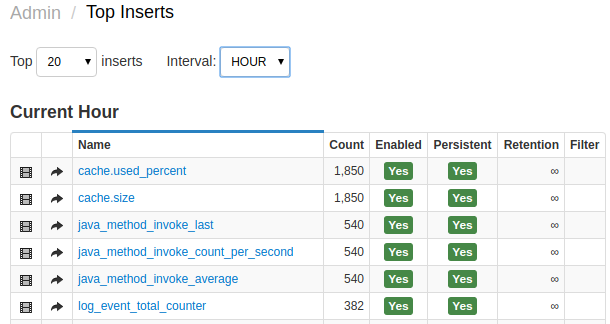 Admin / Top Inserts
Top 20 inserts Interval: HOUR
Current Hour
Name Count Enabled Persistent Retention Filter
cache.used_percent 1,850 Yes Yes ∞
cache.size 1,850 Yes Yes ∞
java_method_invoke_last 540 Yes Yes ∞
java_method_invoke_count_per_second 540 Yes Yes ∞
java_method_invoke_average 540 Yes Yes ∞
log_event_total_counter 382 Yes Yes ∞